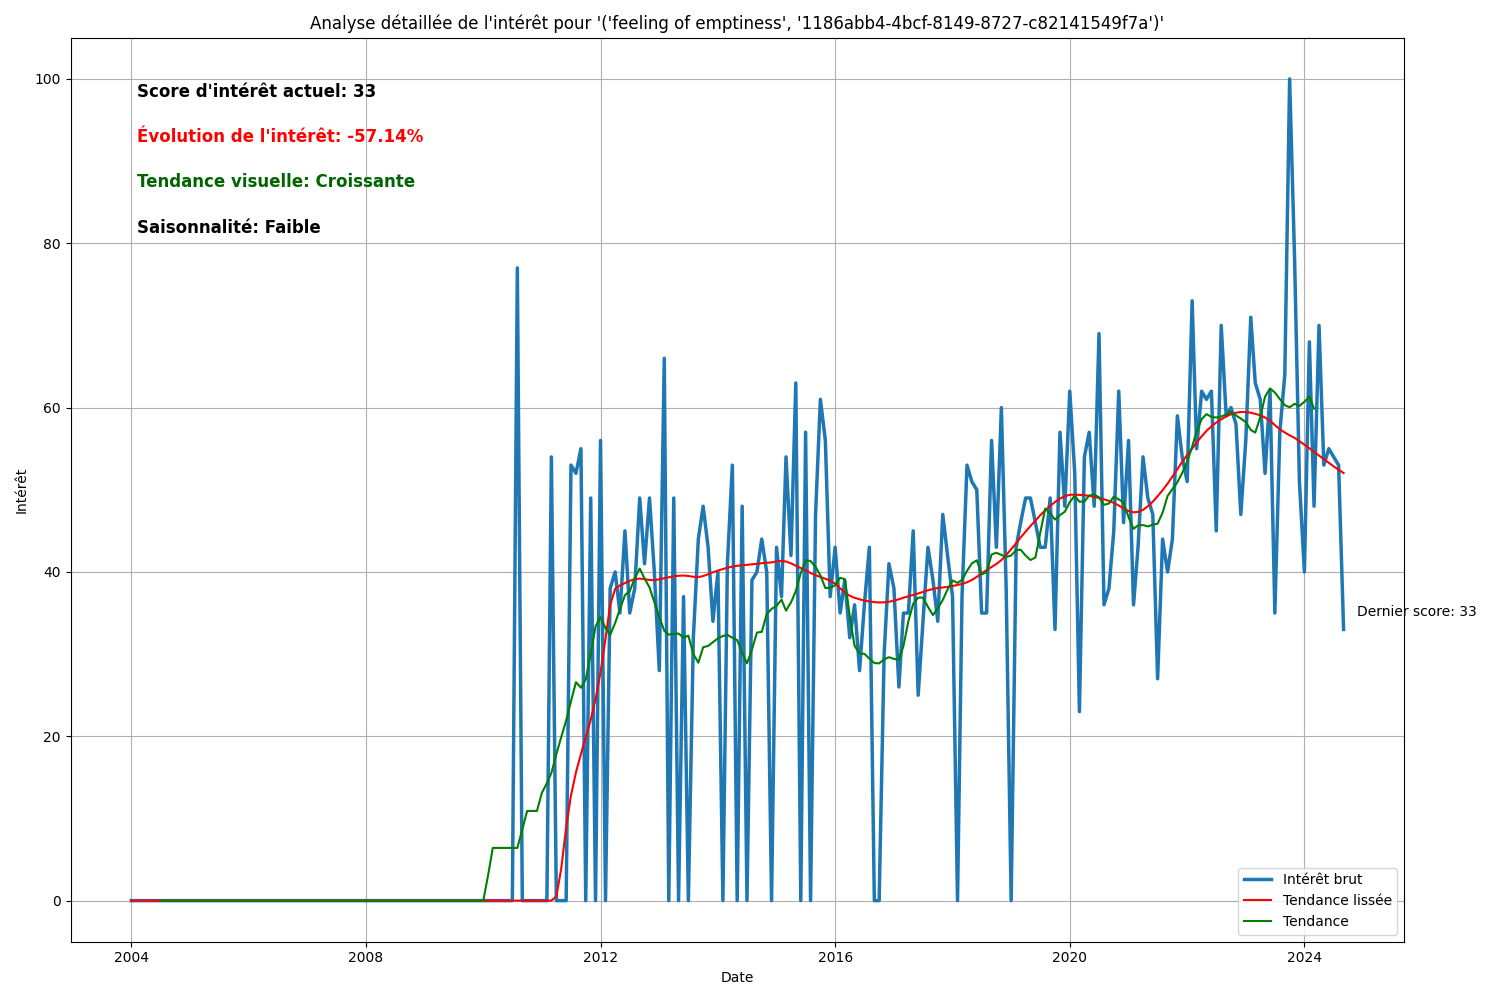 Analyse détaillée de l'intérêt pour '('feeling of emptiness', '1186abb4-4bcf-8149-8727-c82141549f7a')'
100
80
60
40
20
0
Intérêt
Score d'intérêt actuel: 33
Évolution de l'intérêt: -57.14%
Tendance visuelle: Croissante
Saisonnalité: Faible
Dernier score: 33
Intérêt brut
Tendance lissée
Tendance
2004 2008 2012 2016 2020 2024
Date